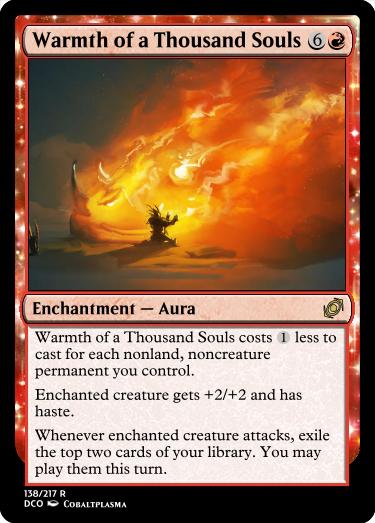 Warmth of a Thousand Souls 6
Enchantment — Aura
Warmth of a Thousand Souls costs 1 less to
cast for each nonland, noncreature
permanent you control.
Enchanted creature gets +2/+2 and has
haste.
Whenever enchanted creature attacks, exile
the top two cards of your library. You may
play them this turn.
138/217 R
DCO Cobaltplasma